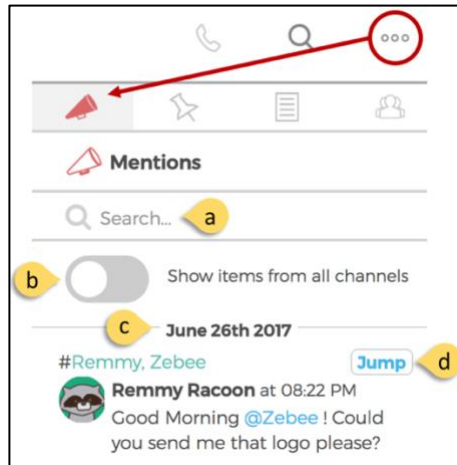 Mentions
Search...
a
b
Show items from all channels
c
June 26th 2017
#Remmy, Zebee
Jump
d
Remmy Racoon at 08:22 PM
Good Morning @Zebee ! Could
you send me that logo please?